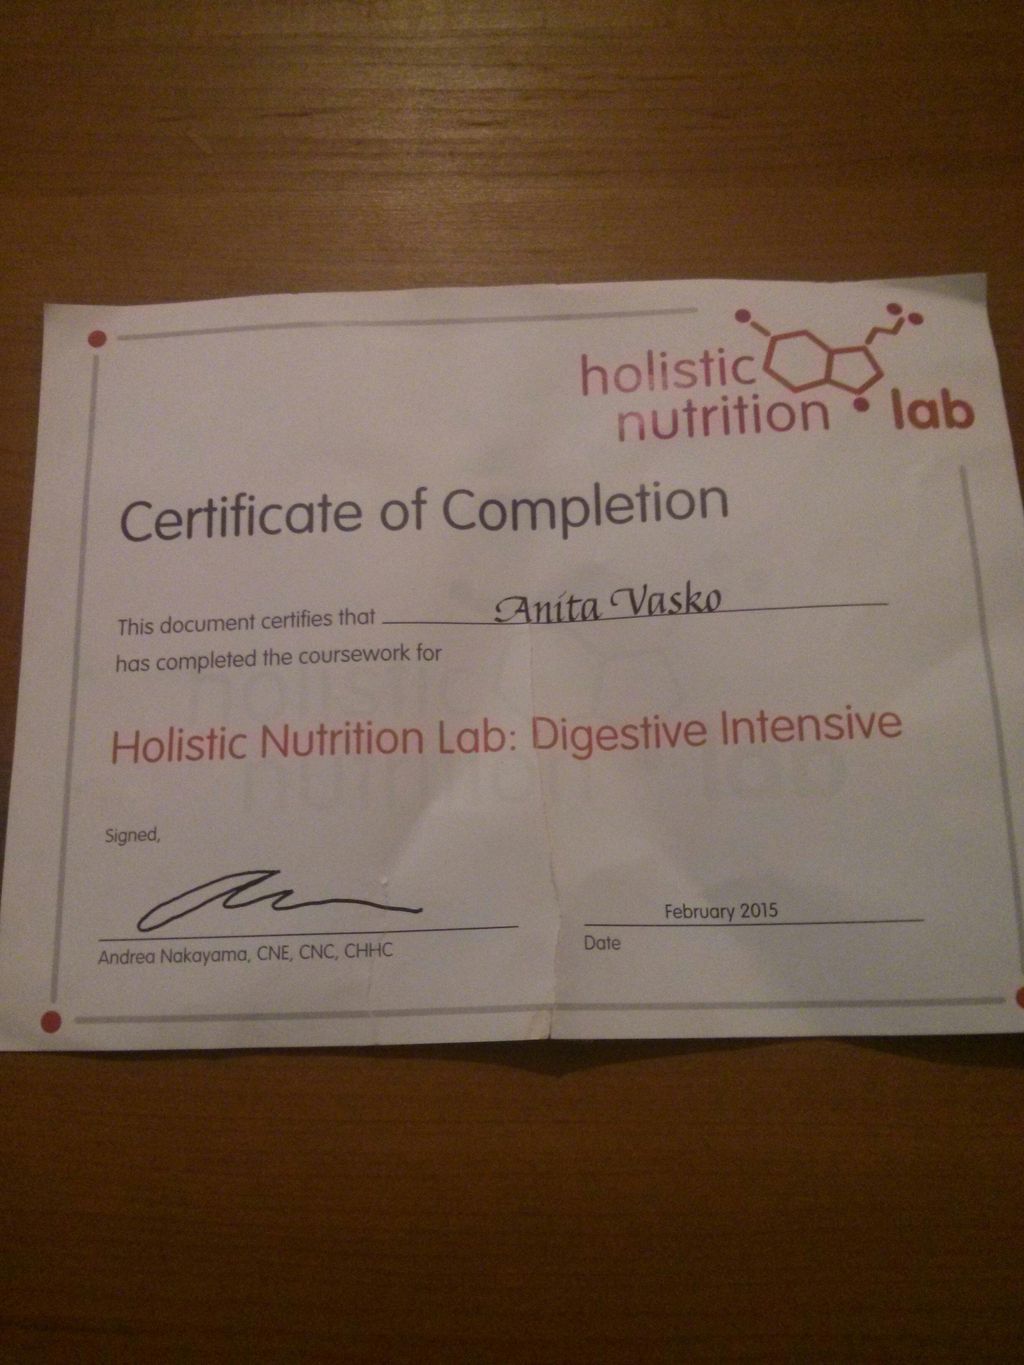 holistic
nutrition lab
Certificate of Completion
This document certifies that Anita Vasko
has completed the coursework for
Holistic Nutrition Lab: Digestive Intensive
Signed,
February 2015
Andrea Nakayama, CNE, CNC, CHHC
Date